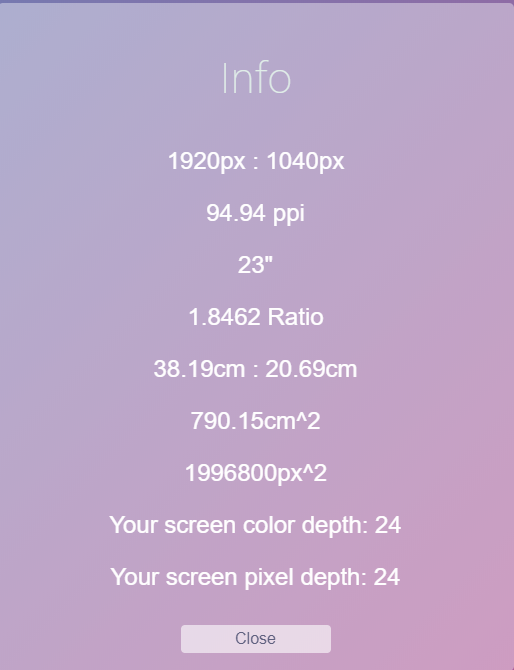 Info
1920px : 1040px
94.94 ppi
23"
1.8462 Ratio
38.19cm : 20.69cm
790.15cm^2
1996800px^2
Your screen color depth: 24
Your screen pixel depth: 24
Close